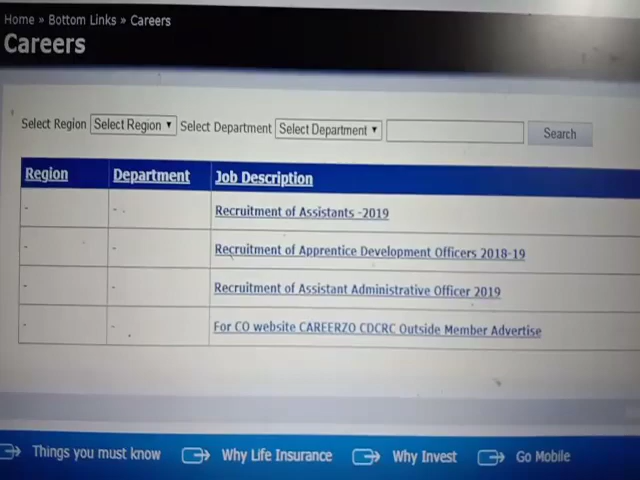 Home » Bottom Links » Careers
Careers
Select Region Select Region Select Department Select Department Search
Region Department Job Description
- - Recruitment of Assistants -2019
- - Recruitment of Apprentice Development Officers 2018-19
- - Recruitment of Assistant Administrative Officer 2019
- - For CO website CAREERZO CDCRC Outside Member Advertise
Things you must know Why Life Insurance Why Invest Go Mobile